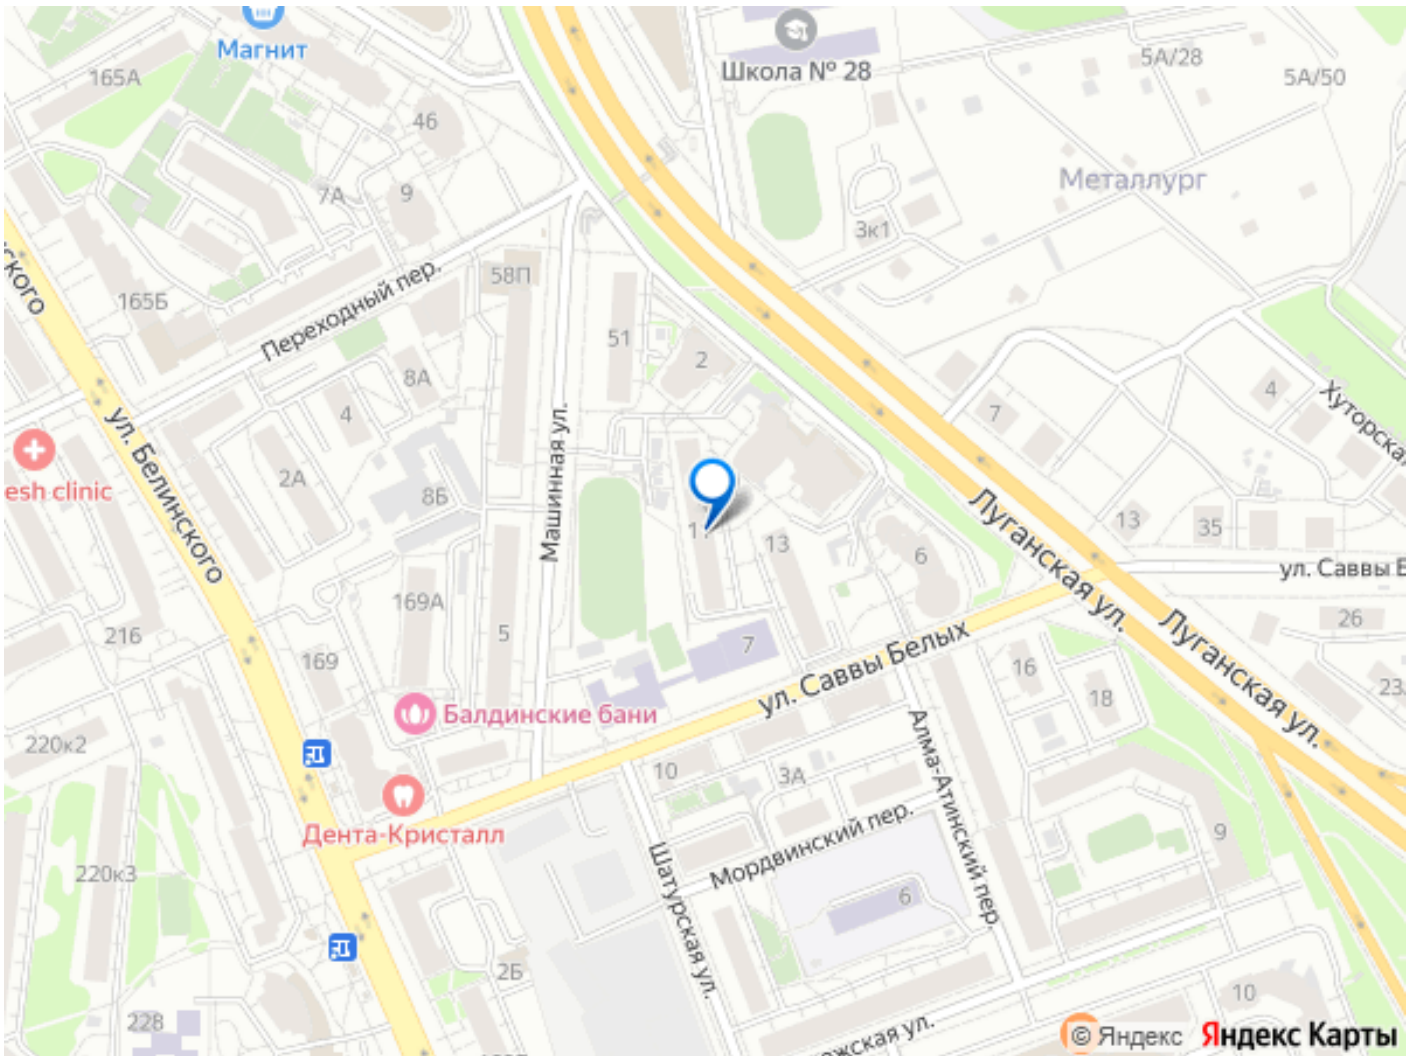 Магнит
165А
46
7А
9
165Б
Переходный пер.
58П
51
2
8А
4
2А
8Б
esh clinic
ул. Белинского
Машинная ул.
Школа № 28
5А/28
5А/50
Металлург
3к1
7
4
13
35
Луганская ул.
ул. Саввы Б
26
Луганская ул.
13
6
7
ул. Саввы Белых
169А
5
216
169
Балдинские бани
220к2
Дента-Кристалл
220к3
228
2Б
10
3А
Мордвинский пер.
Шатурская ул.
Алма-Атинский пер.
16
18
9
6
10
© Яндекс Яндекс Карты